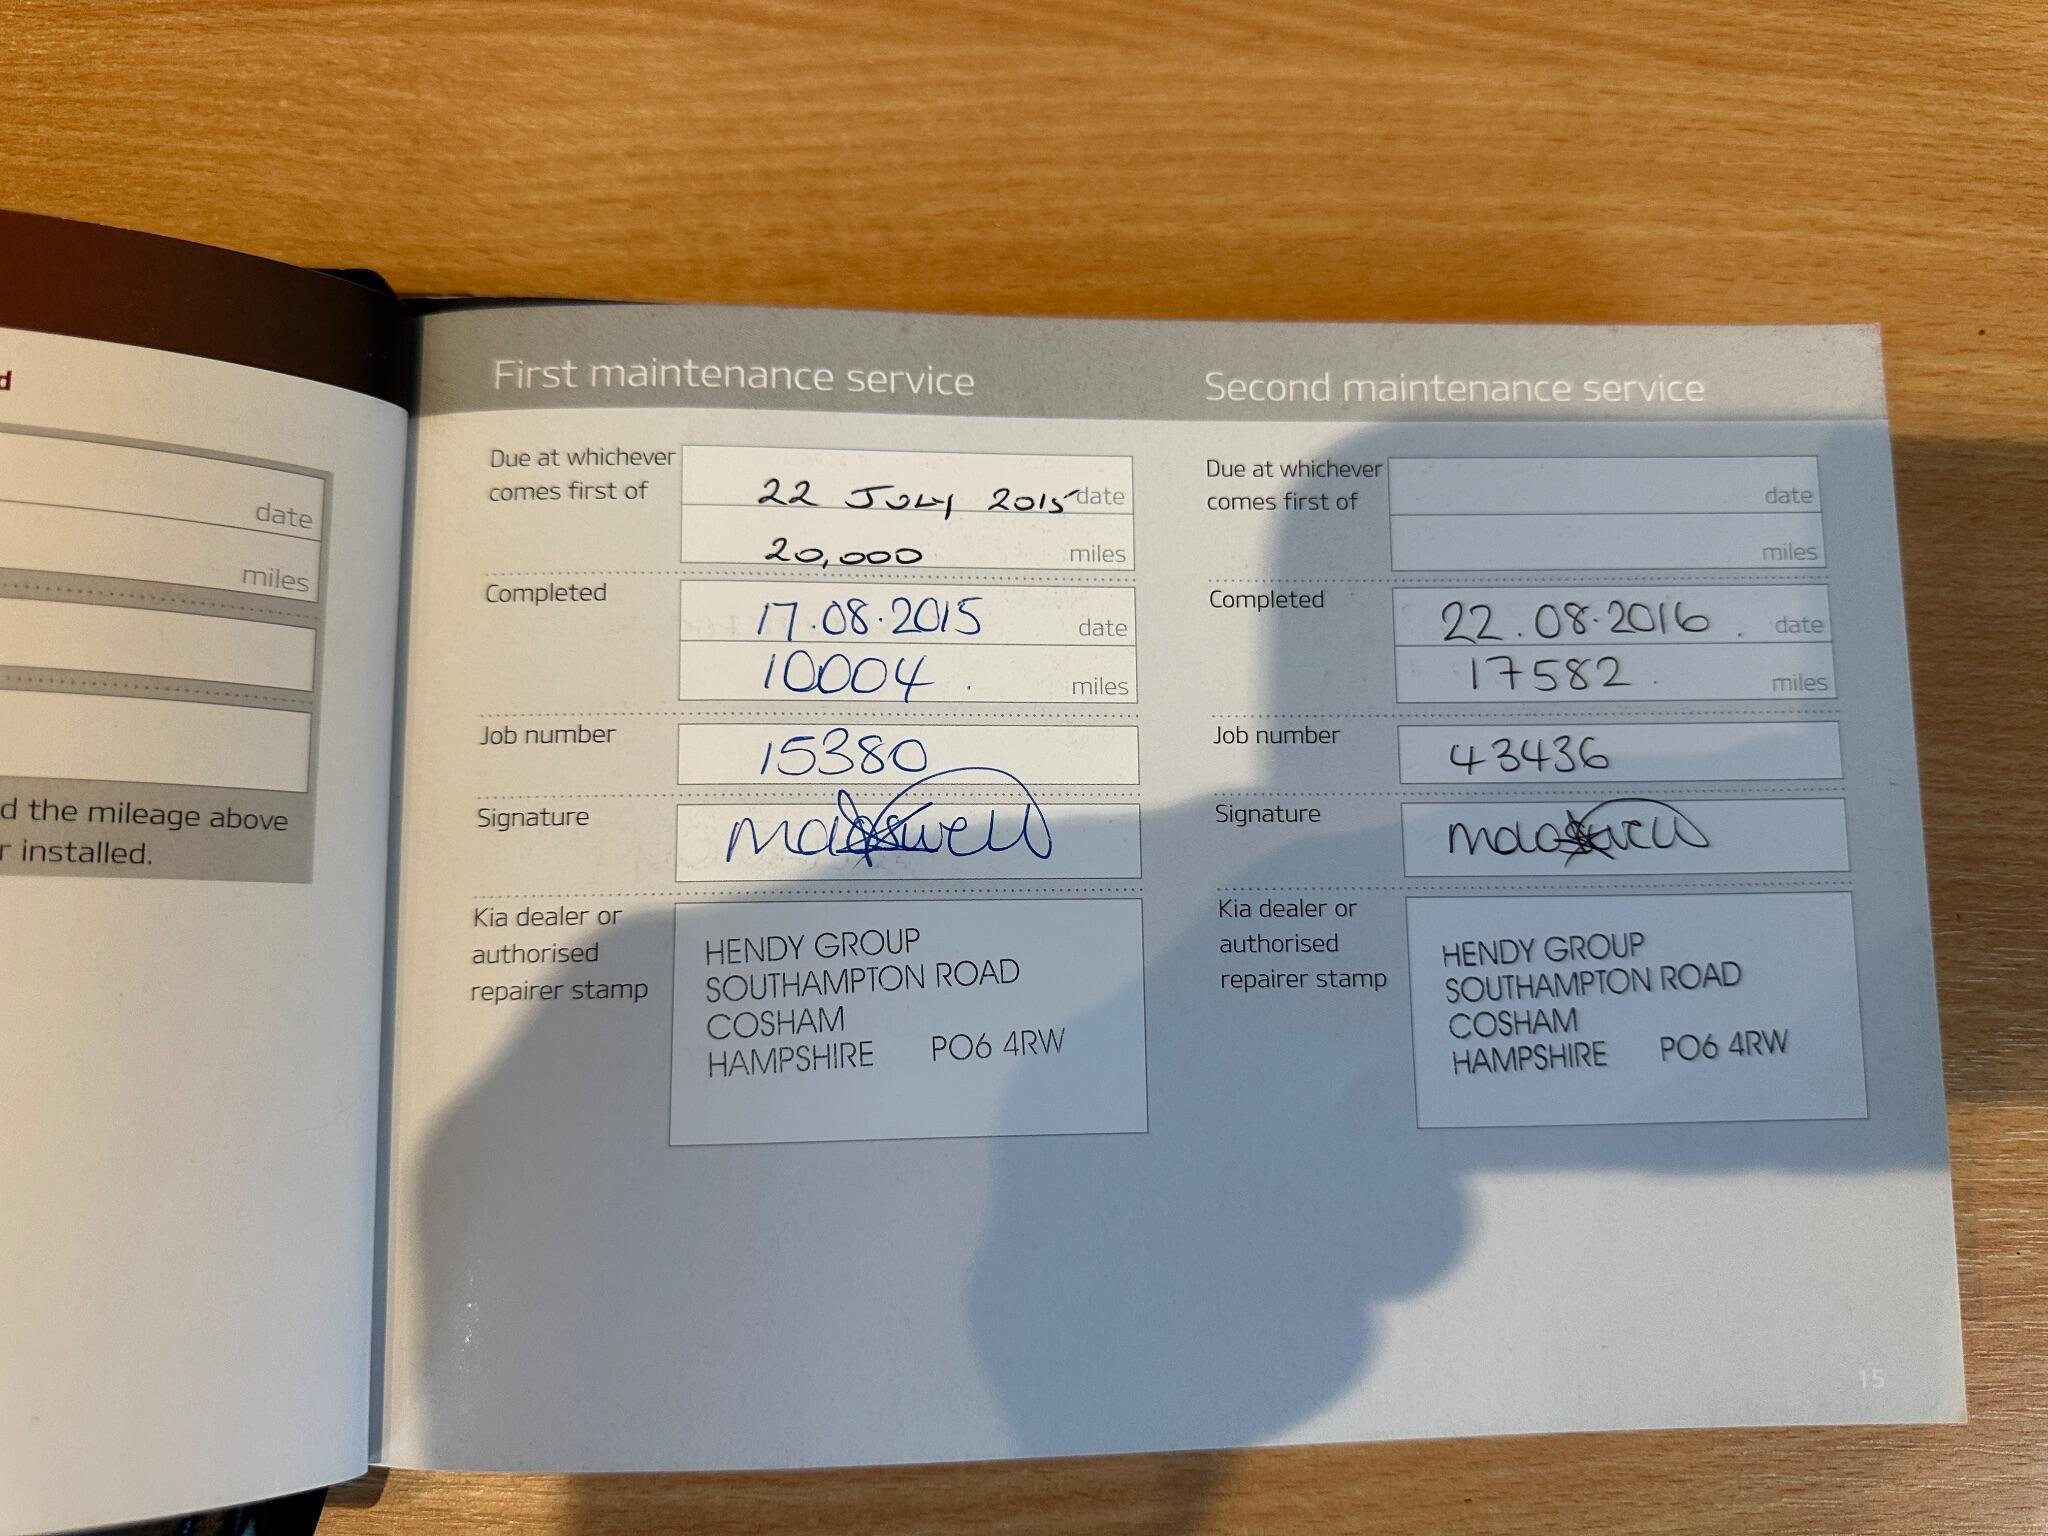 d
date
miles
d the mileage above
r installed.
First maintenance service
Due at whichever
comes first of
22 July 2015 date
20,000 miles
Completed
17.08.2015 date
10004. miles
Job number
15380
Signature
Kia dealer or
authorised
repairer stamp
HENDY GROUP
SOUTHAMPTON ROAD
COSHAM
HAMPSHIRE PO6 4RW
Second maintenance service
Due at whichever
comes first of
date
miles
Completed
22.08.2016. date
17582. miles
Job number
43436
Signature
Kia dealer or
authorised
repairer stamp
HENDY GROUP
SOUTHAMPTON ROAD
COSHAM
HAMPSHIRE PO6 4RW
15